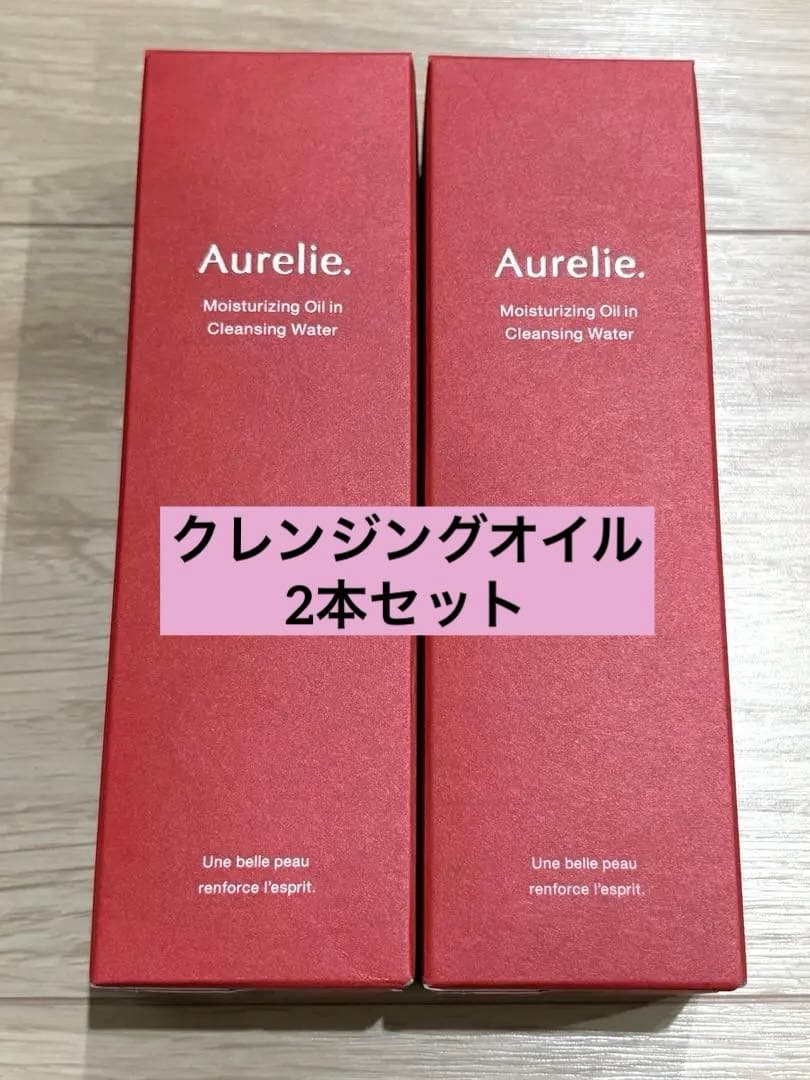 Aurelie.
Moisturizing Oil in
Cleansing Water
Aurelie.
Moisturizing Oil in
Cleansing Water
クレンジングオイル
2本セット
Une belle peau
renforce l'esprit.
Une belle peau
renforce l'esprit.